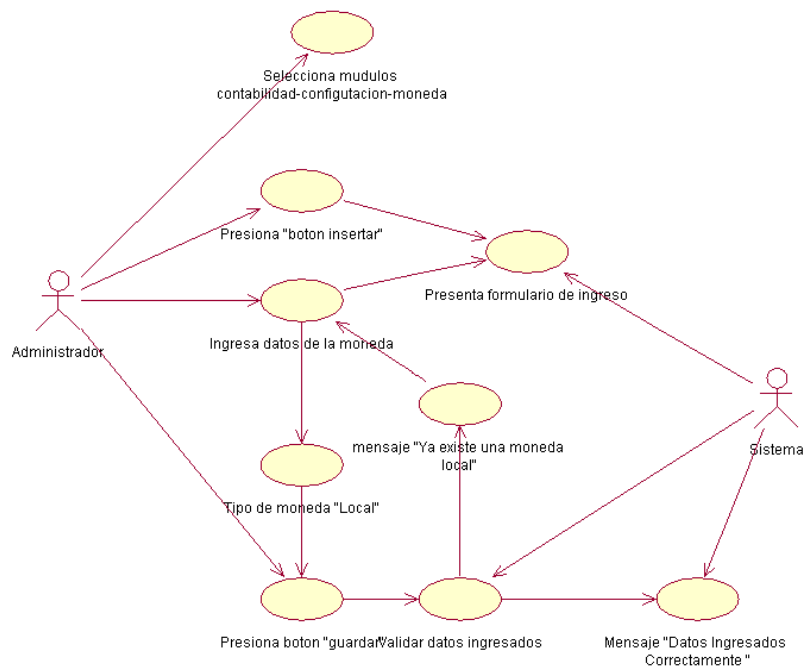 Selecciona mudulos
contabilidad-configutacion-moneda
Presiona "boton insertar"
Presenta formulario de ingreso
Administrador
Ingresa datos de la moneda
mensaje "Ya existe una moneda
local"
Sistema
Tipo de moneda "Local"
Presiona boton "guardar"
Validar datos ingresados
Mensaje "Datos Ingresados
Correctamente "